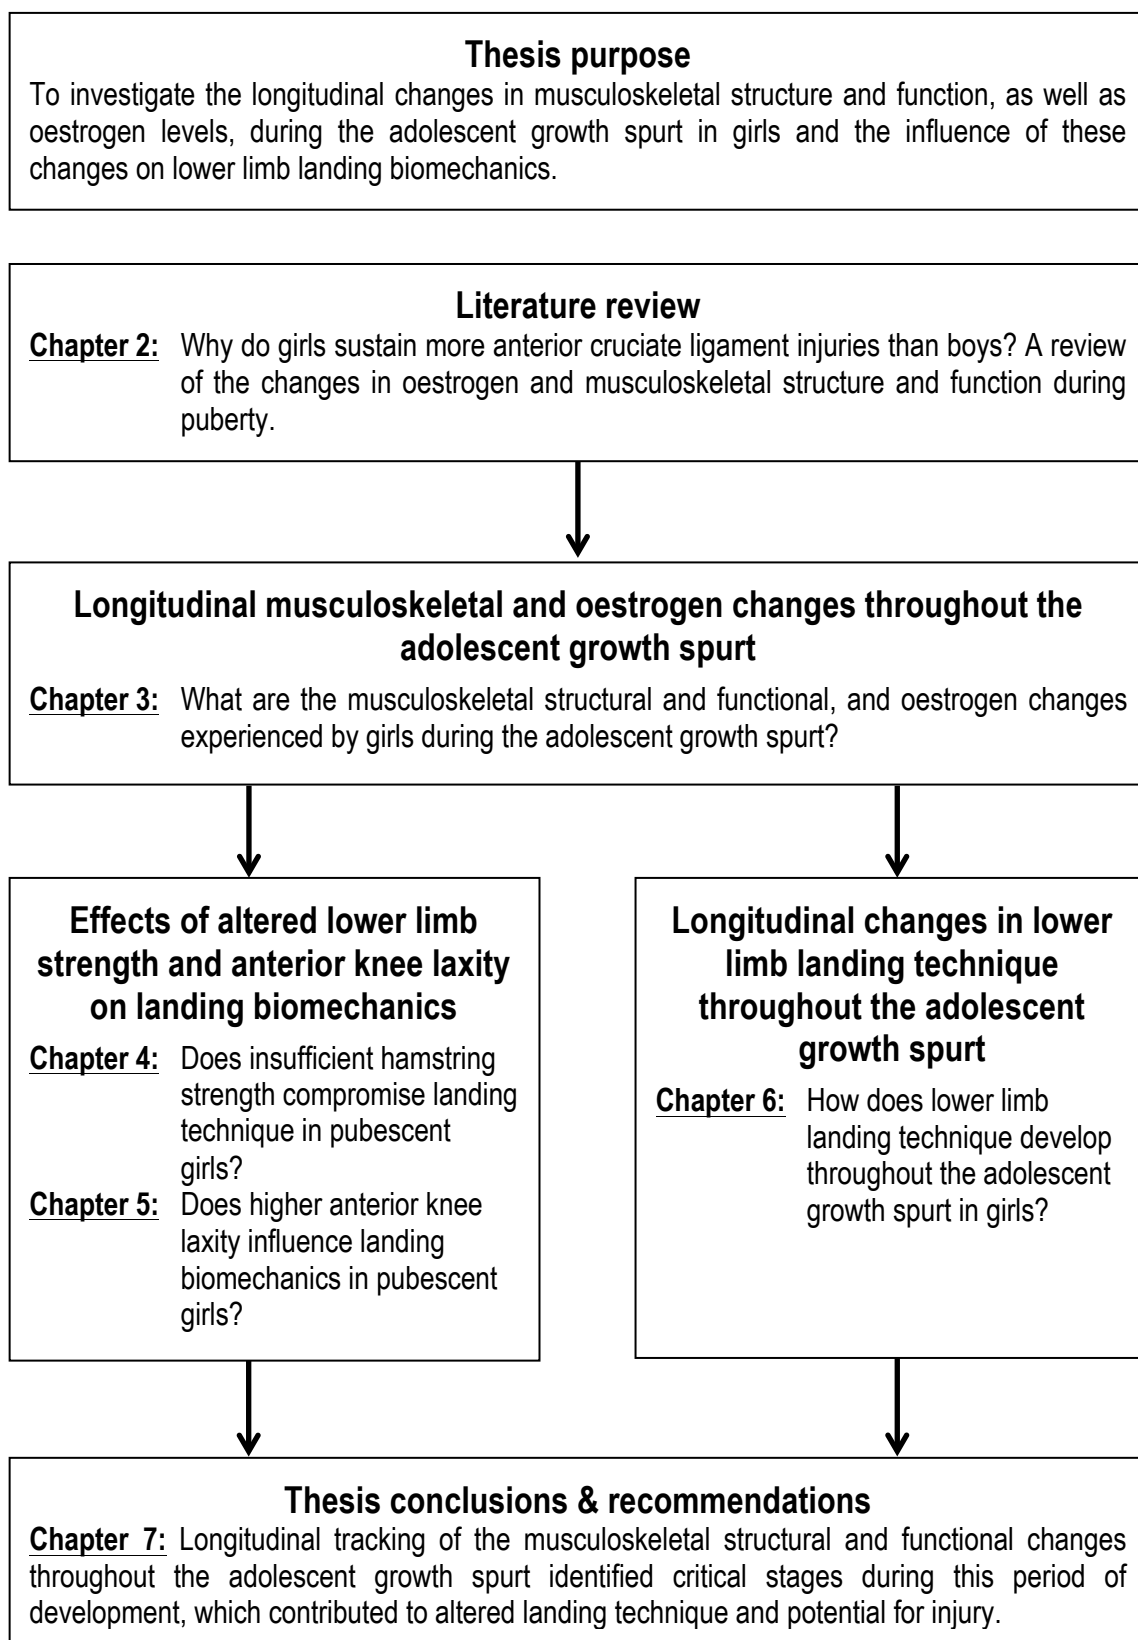 Thesis purpose
To investigate the longitudinal changes in musculoskeletal structure and function, as well as
oestrogen levels, during the adolescent growth spurt in girls and the influence of these
changes on lower limb landing biomechanics.
Literature review
Chapter 2: Why do girls sustain more anterior cruciate ligament injuries than boys? A review
of the changes in oestrogen and musculoskeletal structure and function during
puberty.
Longitudinal musculoskeletal and oestrogen changes throughout the
adolescent growth spurt
Chapter 3: What are the musculoskeletal structural and functional, and oestrogen changes
experienced by girls during the adolescent growth spurt?
Effects of altered lower limb
strength and anterior knee laxity
on landing biomechanics
Chapter 4: Does insufficient hamstring
strength compromise landing
technique in pubescent
girls?
Chapter 5: Does higher anterior knee
laxity influence landing
biomechanics in pubescent
girls?
Longitudinal changes in lower
limb landing technique
throughout the adolescent
growth spurt
Chapter 6: How does lower limb
landing technique develop
throughout the adolescent
growth spurt in girls?
Thesis conclusions & recommendations
Chapter 7: Longitudinal tracking of the musculoskeletal structural and functional changes
throughout the adolescent growth spurt identified critical stages during this period of
development, which contributed to altered landing technique and potential for injury.